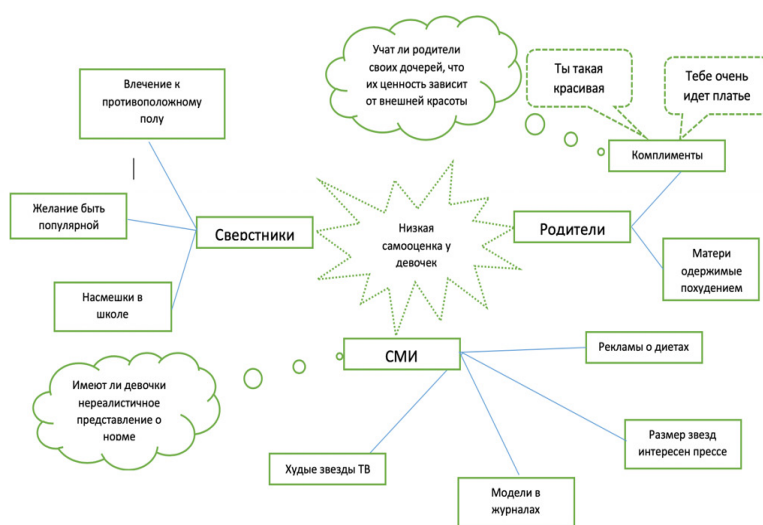 Учат ли родители
своих дочерей, что
их ценность зависит
от внешней красоты
Ты такая
красивая
Тебе очень
идет платье
Влечение к
противоположному
полу
Комплименты
Желание быть
популярной
Сверстники
Низкая
самооценка у
девочек
Родители
Матери
одержимые
похудением
Насмешки в
школе
СМИ
Рекламы о диетах
Имеют ли девочки
нереалистичное
представление о
норме
Размер звезд
интересен прессе
Худые звезды ТВ
Модели в
журналах